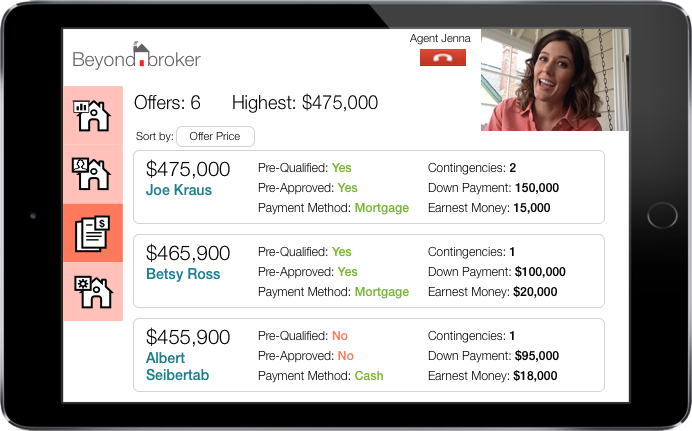 Agent Jenna
Beyond broker
Offers: 6 Highest: $475,000
Sort by: Offer Price
$475,000
Joe Kraus
Pre-Qualified: Yes
Pre-Approved: Yes
Payment Method: Mortgage
Contingencies: 2
Down Payment: 150,000
Earnest Money: 15,000
$465,900
Betsy Ross
Pre-Qualified: Yes
Pre-Approved: Yes
Payment Method: Mortgage
Contingencies: 1
Down Payment: $100,000
Earnest Money: $20,000
$455,900
Albert
Seibertab
Pre-Qualified: No
Pre-Approved: No
Payment Method: Cash
Contingencies: 1
Down Payment: $95,000
Earnest Money: $18,000
$